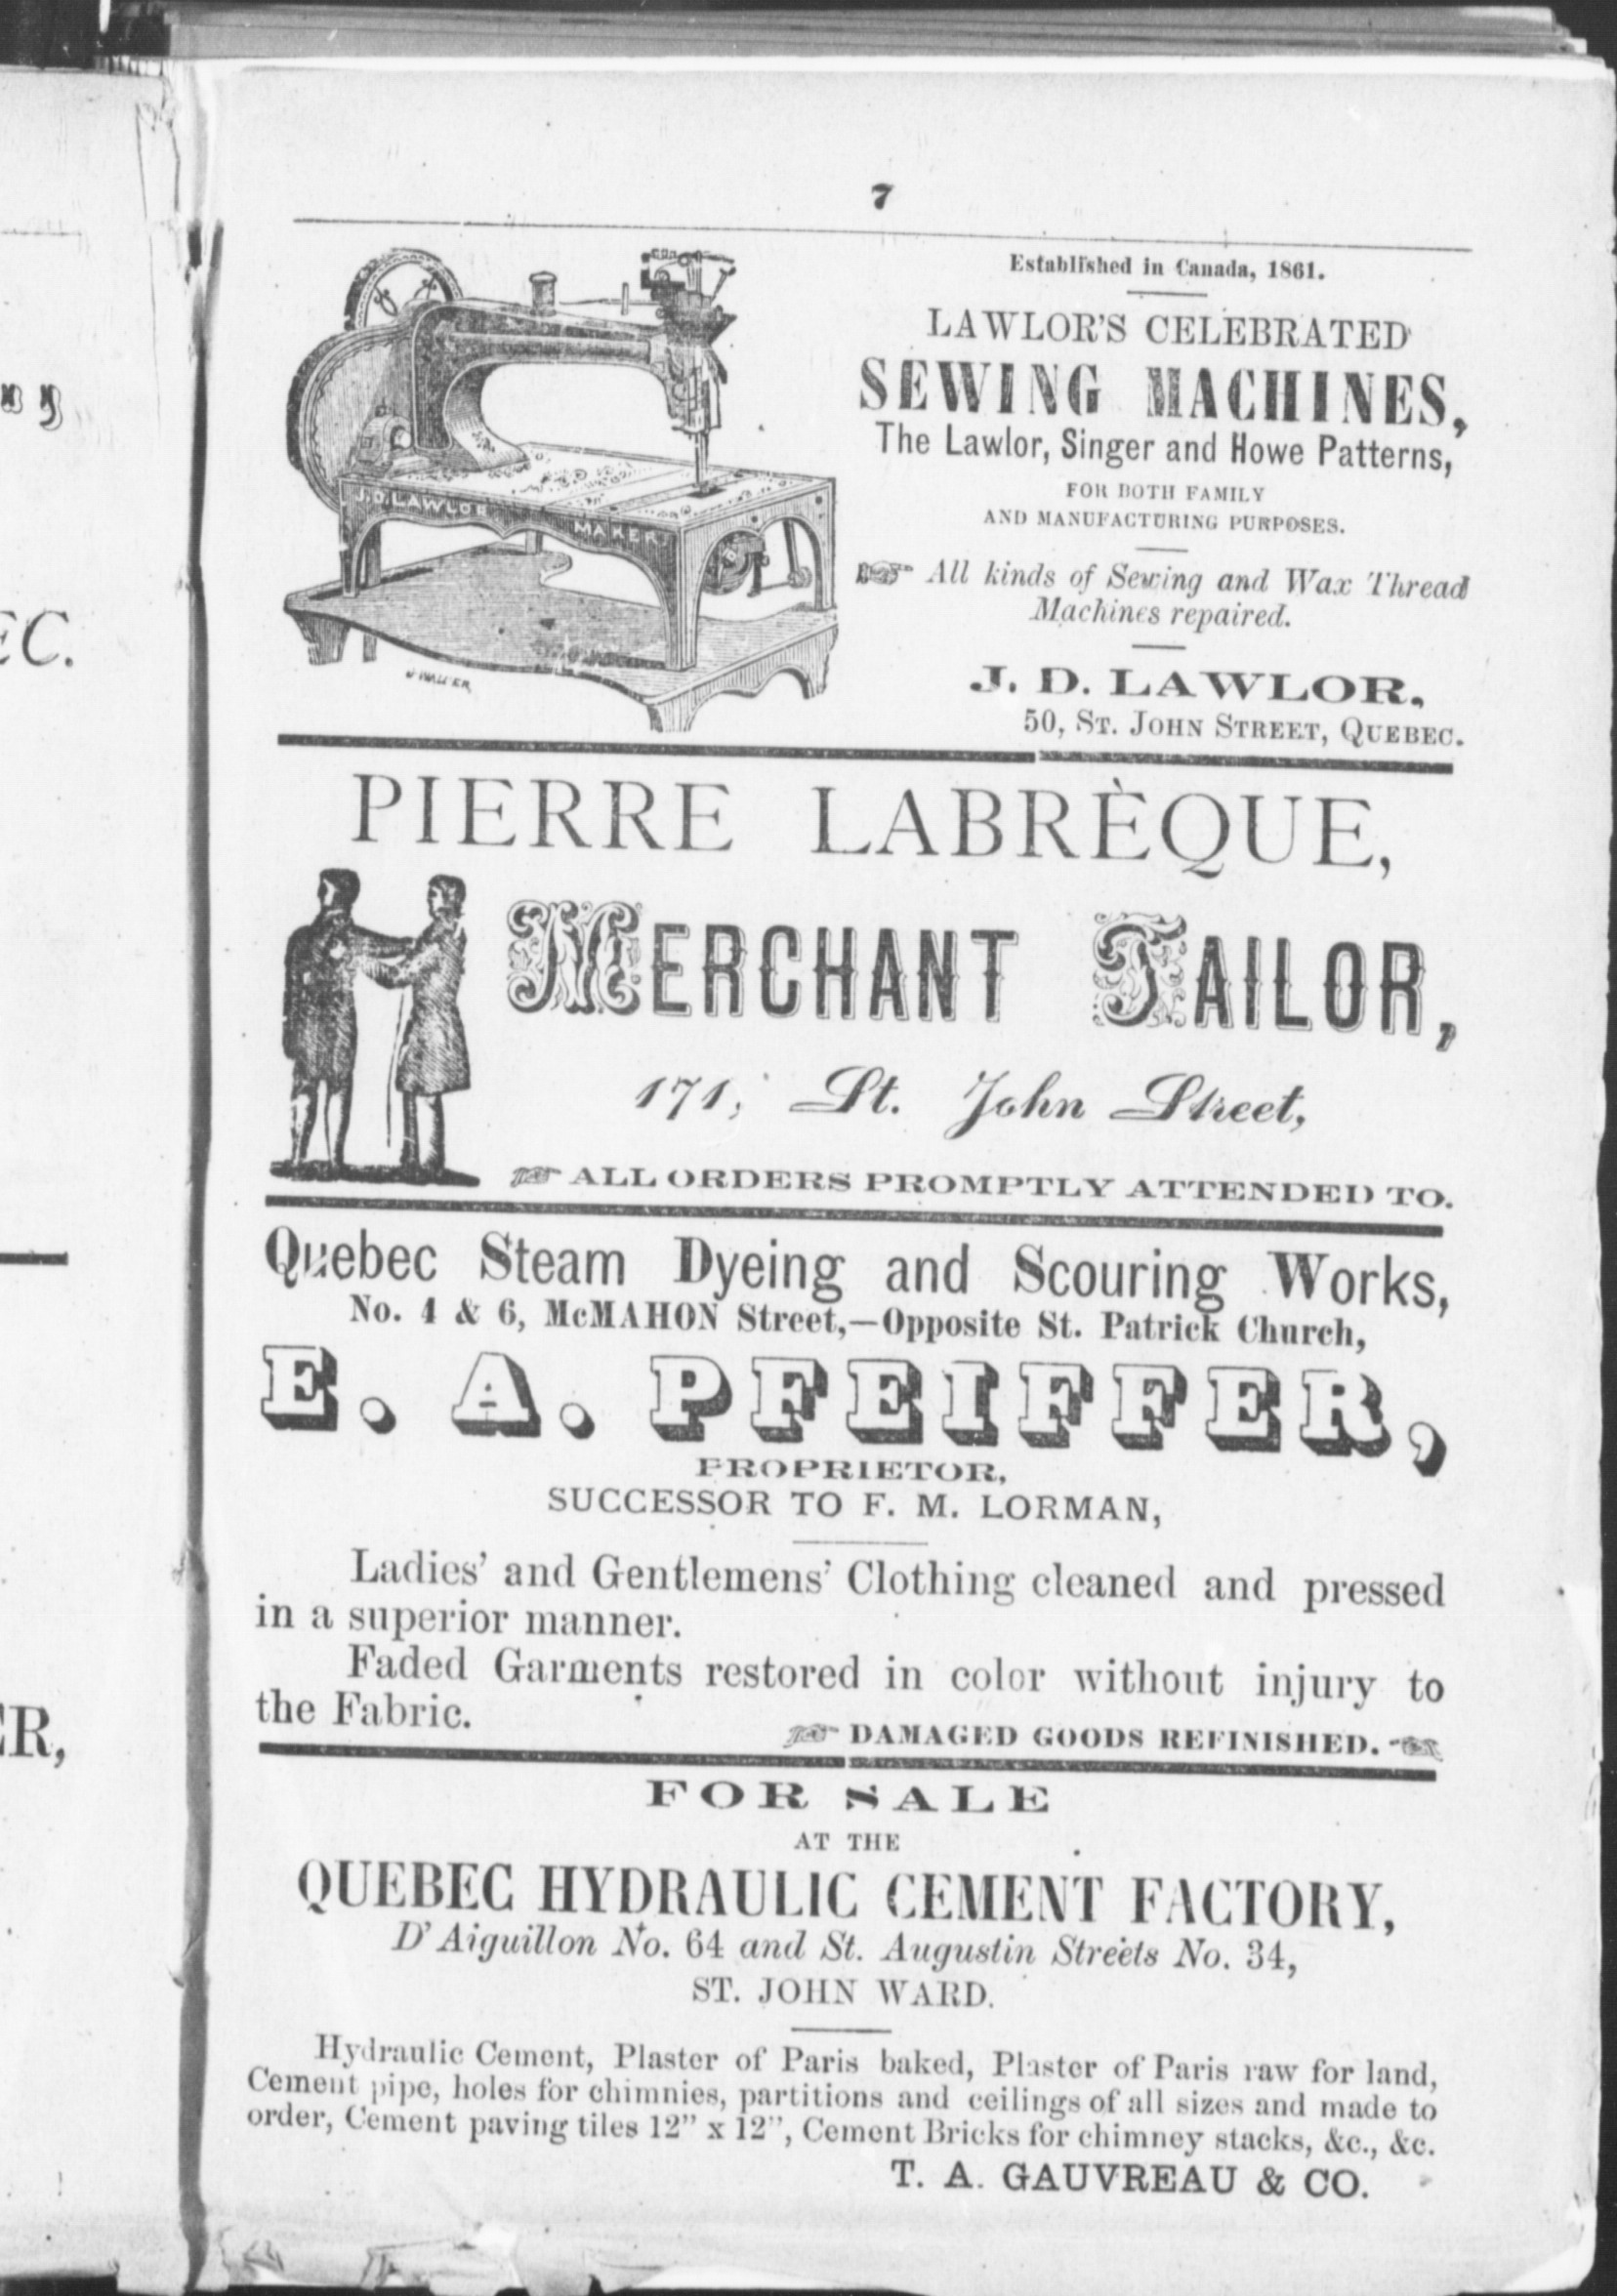 7
Established in Canada, 1861.
LAWLOR'S CELEBRATED
SEWING MACHINES,
The Lawlor, Singer and Howe Patterns,
FOR BOTH FAMILY
AND MANUFACTURING PURPOSES.
All kinds of Sewing and Wax Thread
Machines repaired.
J. D. LAWLOR,
50, ST. JOHN STREET, QUEBEC.
J.D. LAWLOR MAKER
PIERRE LABRÈQUE,
MERCHANT TAILOR,
171, St. John Street,
ALL ORDERS PROMPTLY ATTENDED TO.
Quebec Steam Dyeing and Scouring Works,
No. 4 & 6, McMAHON Street,—Opposite St. Patrick Church,
E. A. PFEIFFER,
PROPRIETOR,
SUCCESSOR TO F. M. LORMAN,
Ladies' and Gentlemens' Clothing cleaned and pressed
in a superior manner.
Faded Garments restored in color without injury to
the Fabric.
DAMAGED GOODS REFINISHED.
FOR SALE
AT THE
QUEBEC HYDRAULIC CEMENT FACTORY,
D'Aiguillon No. 64 and St. Augustin Streets No. 34,
ST. JOHN WARD.
Hydraulic Cement, Plaster of Paris baked, Plaster of Paris raw for land,
Cement pipe, holes for chimnies, partitions and ceilings of all sizes and made to
order, Cement paving tiles 12" x 12", Cement Bricks for chimney stacks, &c., &c.
T. A. GAUVREAU & CO.